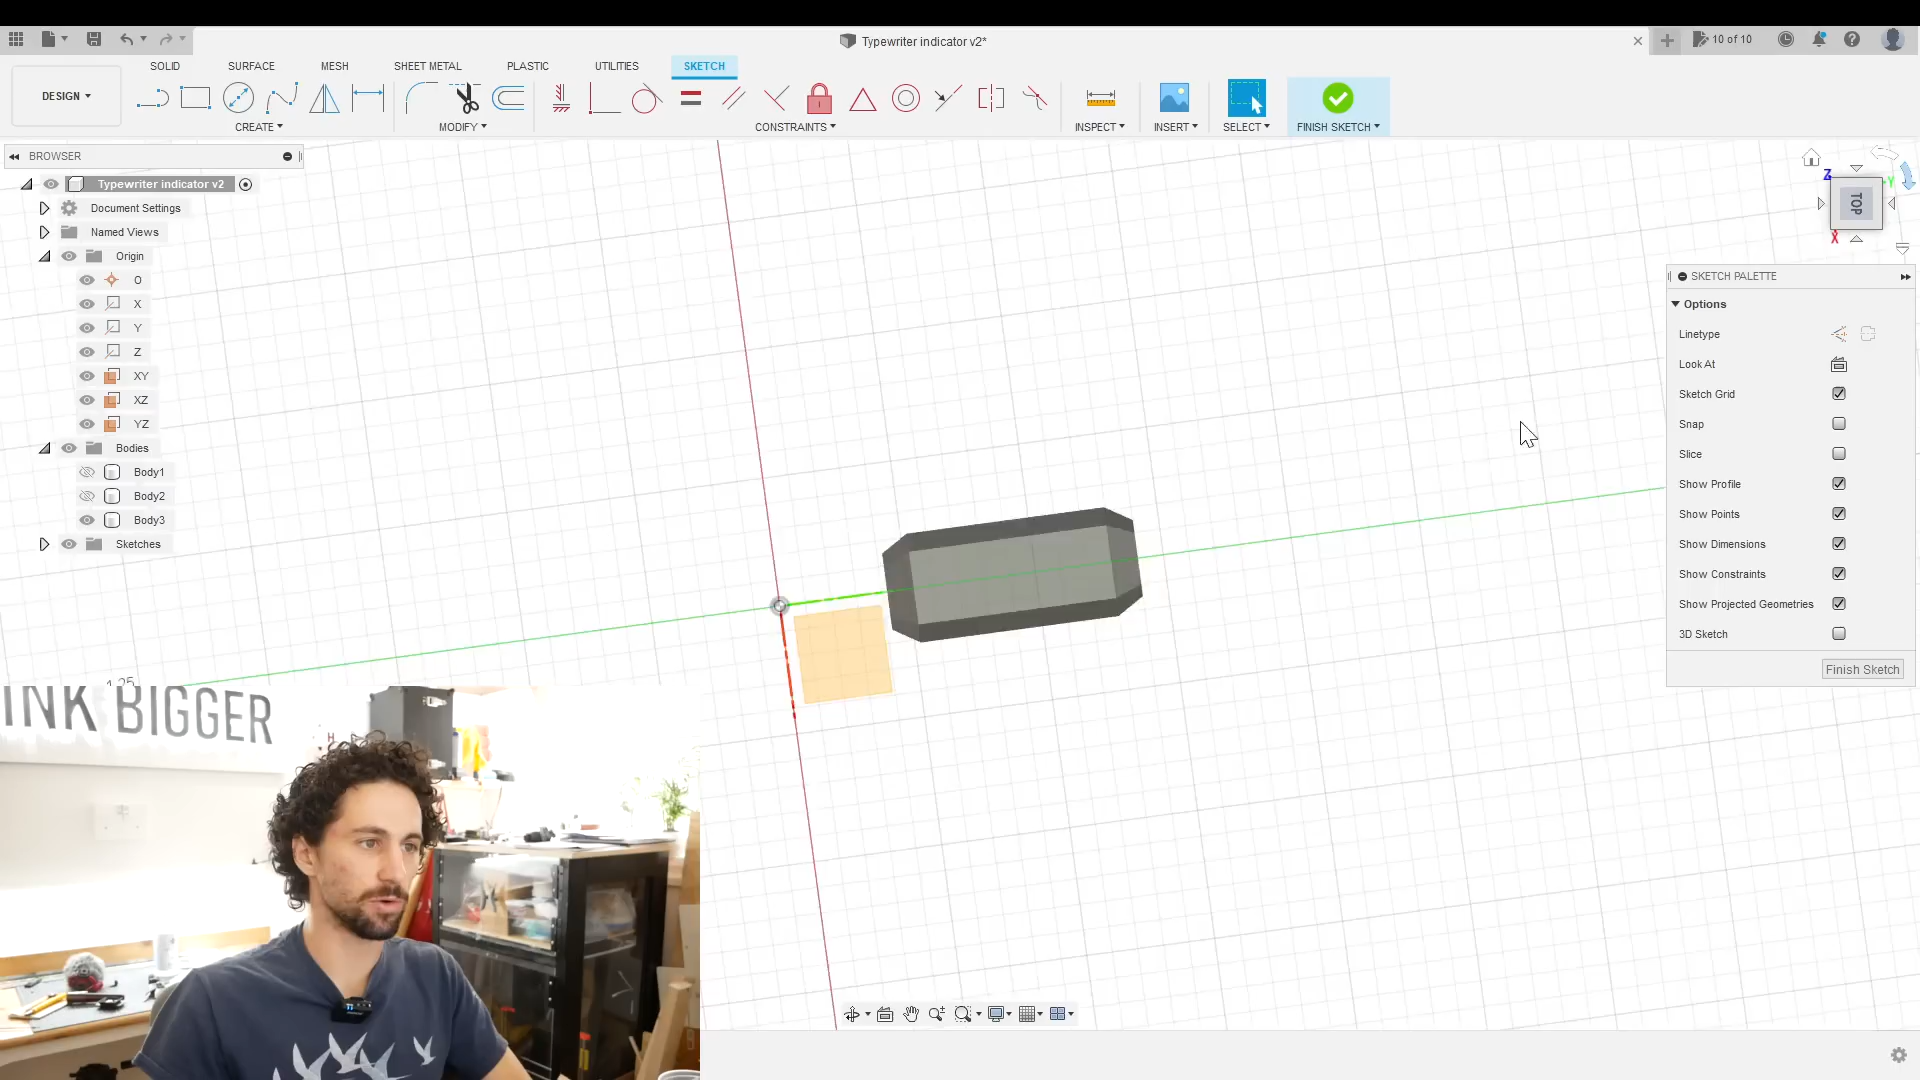 Typewriter indicator v2*
10 of 10
SOLID
SURFACE
MESH
SHEET METAL
PLASTIC
UTILITIES
SKETCH
DESIGN
CREATE
MODIFY
CONSTRAINTS
INSPECT
INSERT
SELECT
FINISH SKETCH
BROWSER
Typewriter indicator v2
Document Settings
Named Views
Origin
O
X
Y
Z
XY
XZ
YZ
Bodies
Body1
Body2
Body3
Sketches
Z
Y
TOP
X
SKETCH PALETTE
Options
Linetype
Look At
Sketch Grid
Snap
Slice
Show Profile
Show Points
Show Dimensions
Show Constraints
Show Projected Geometries
3D Sketch
Finish Sketch
1.25
INK BIGGER